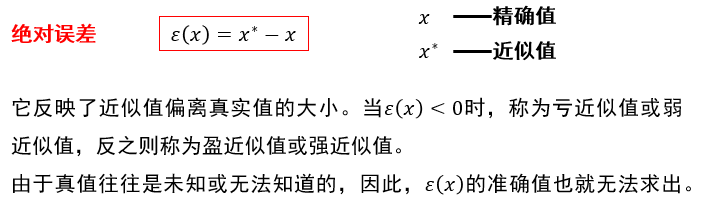 绝对误差 ε(x) = x* − x
x ——精确值
x* ——近似值
它反映了近似值偏离真实值的大小。当ε(x) < 0时，称为亏近似值或弱
近似值，反之则称为盈近似值或强近似值。
由于真值往往是未知或无法知道的，因此，ε(x)的准确值也就无法求出。